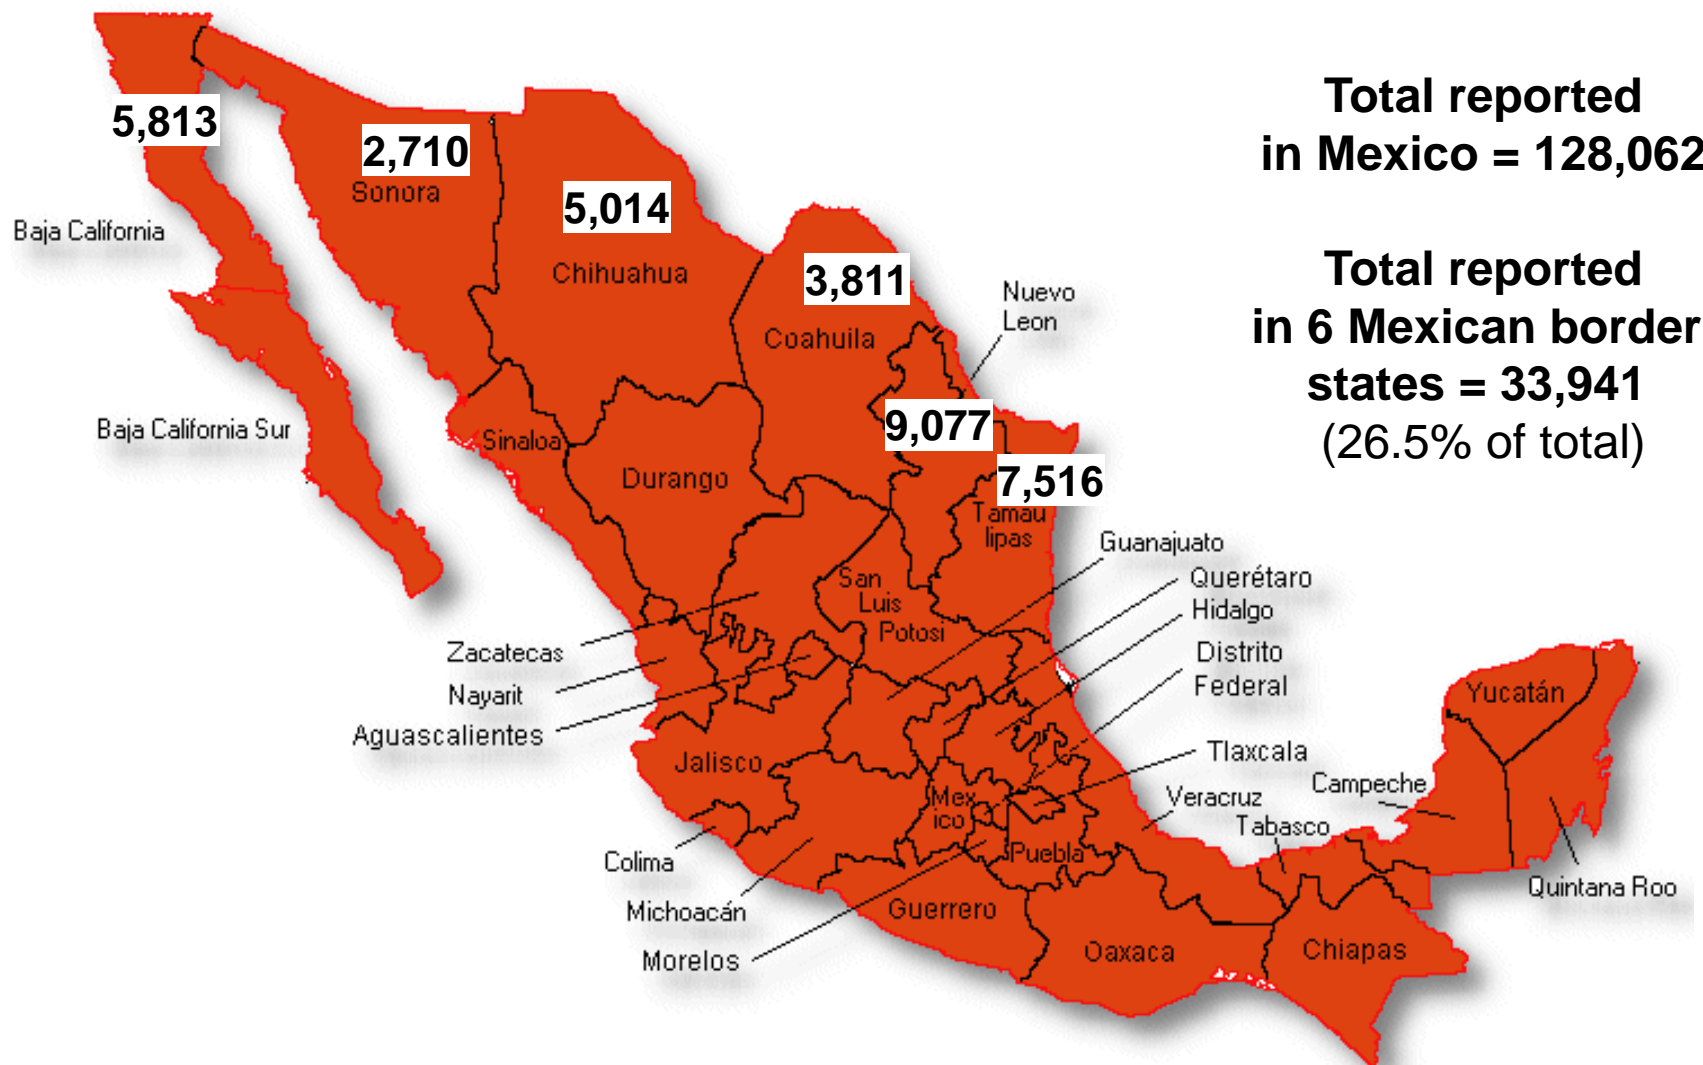 Total reported
in Mexico = 128,062
Total reported
in 6 Mexican border
states = 33,941
(26.5% of total)
5,813
2,710
Sonora
5,014
Chihuahua
Baja California
3,811
Coahuila
Nuevo
Leon
Baja California Sur
Sinaloa
Durango
9,077
7,516
Tamau
lipas
San
Luis
Potosi
Guanajuato
Querétaro
Hidalgo
Distrito
Federal
Zacatecas
Nayarit
Aguascalientes
Jalisco
Tlaxcala
Veracruz
Campeche
Yucatán
Tabasco
Mex
ico
Puebla
Colima
Michoacán
Morelos
Guerrero
Oaxaca
Chiapas
Quintana Roo